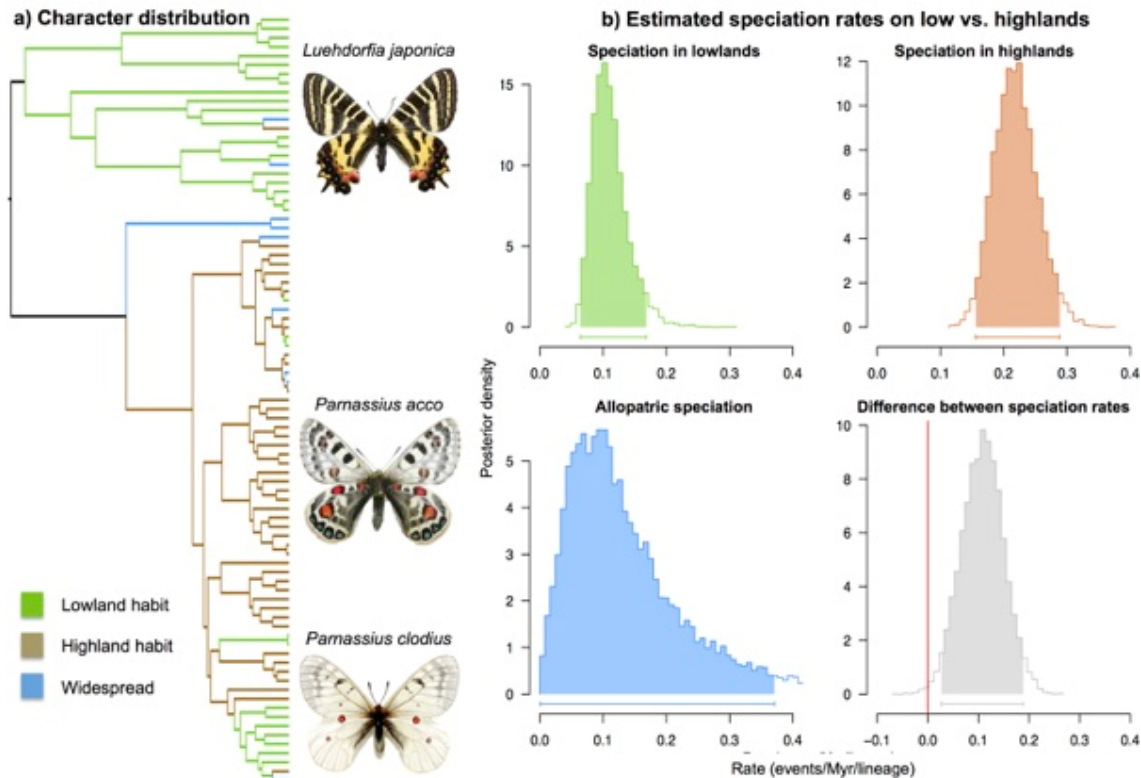 a) Character distribution
Luehdorfia japonica
Parnassius acco
Parnassius clodius
Lowland habit
Highland habit
Widespread
b) Estimated speciation rates on low vs. highlands
Speciation in lowlands
15
10
5
0
0.0 0.1 0.2 0.3 0.4
Speciation in highlands
12
10
8
6
4
2
0
0.0 0.1 0.2 0.3 0.4
Posterior density
Allopatric speciation
5
4
3
2
1
0
0.0 0.1 0.2 0.3 0.4
Difference between speciation rates
10
8
6
4
2
0
−0.1 0.0 0.1 0.2 0.3 0.4
Rate (events/Myr/lineage)